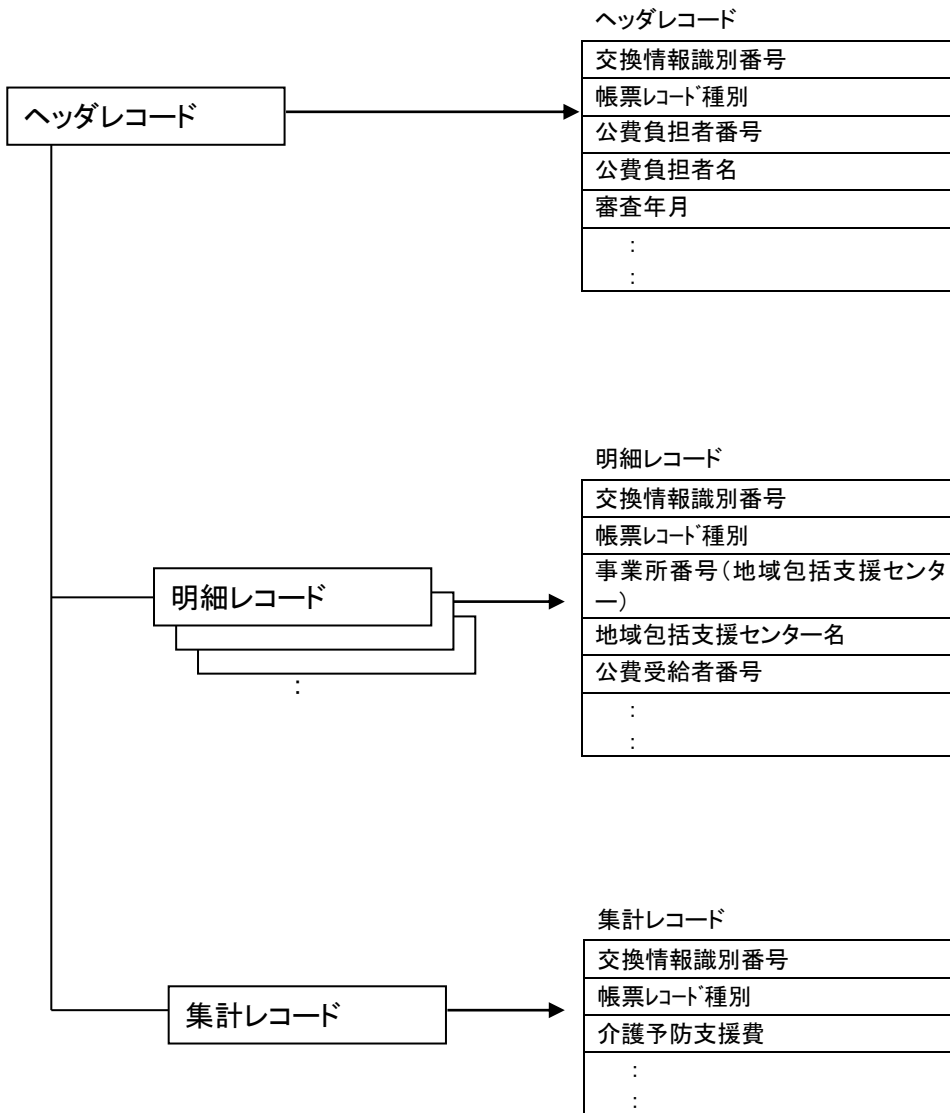 ヘッダレコード
交換情報識別番号
帳票ﾚｺｰﾄﾞ種別
公費負担者番号
公費負担者名
審査年月
:
:
ヘッダレコード
明細レコード
交換情報識別番号
帳票ﾚｺｰﾄﾞ種別
事業所番号(地域包括支援センタ
ー)
地域包括支援センター名
公費受給者番号
:
:
明細レコード
:
集計レコード
交換情報識別番号
帳票ﾚｺｰﾄﾞ種別
介護予防支援費
:
:
集計レコード